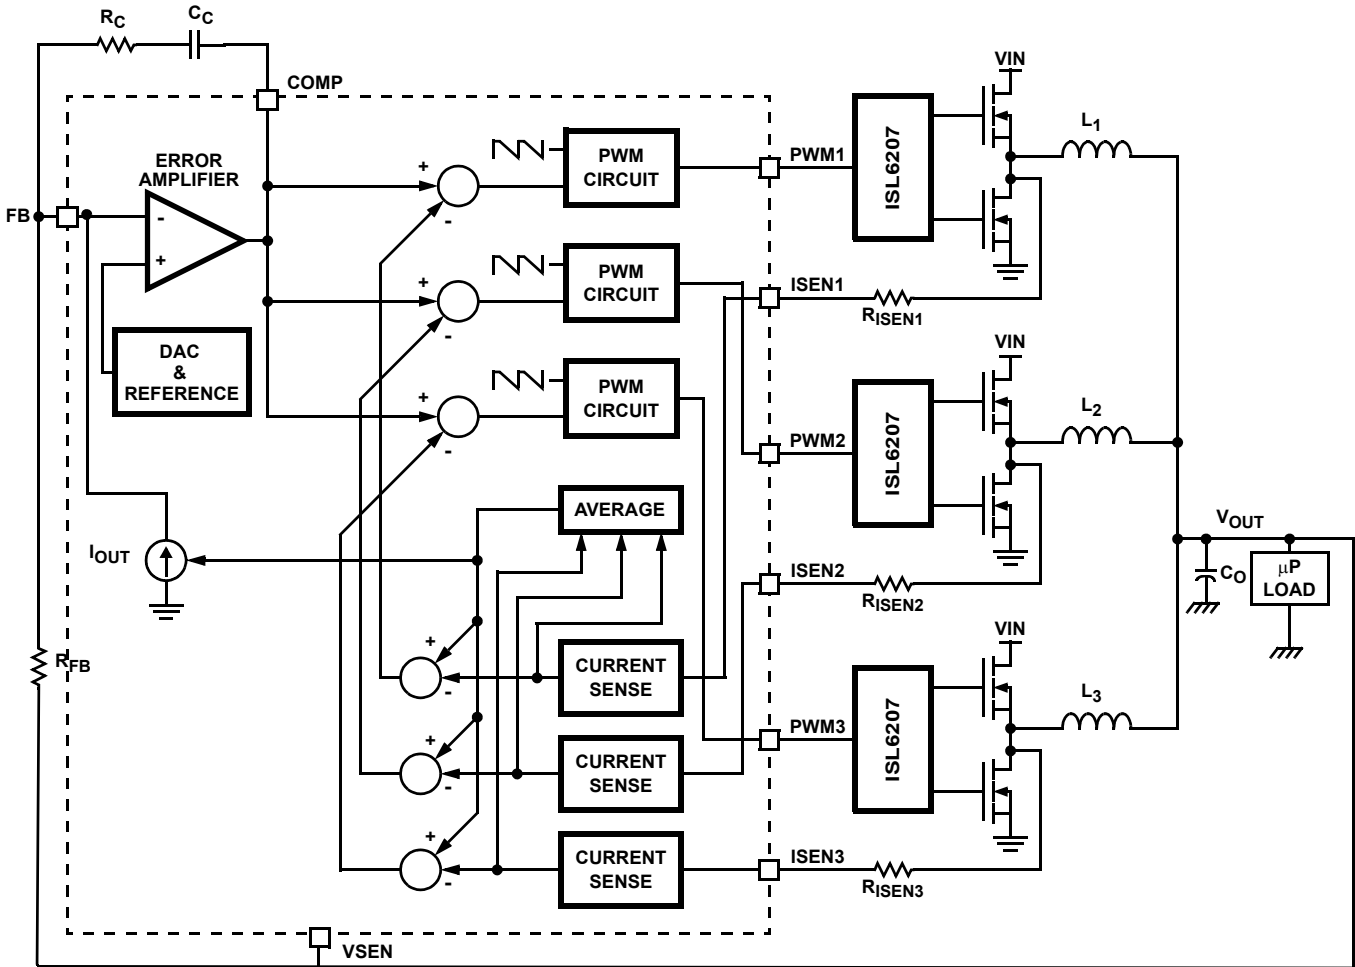 RC
CC
COMP
VIN
ERROR
AMPLIFIER
+
-
PWM
CIRCUIT
PWM1
ISL6207
L1
FB
-
+
+
-
PWM
CIRCUIT
ISEN1
RISEN1
DAC
&
REFERENCE
+
-
PWM
CIRCUIT
VIN
PWM2
ISL6207
L2
AVERAGE
IOUT
VOUT
CO
μP
LOAD
ISEN2
RISEN2
+
-
CURRENT
SENSE
VIN
RFB
PWM3
ISL6207
L3
+
-
CURRENT
SENSE
+
-
CURRENT
SENSE
ISEN3
RISEN3
VSEN